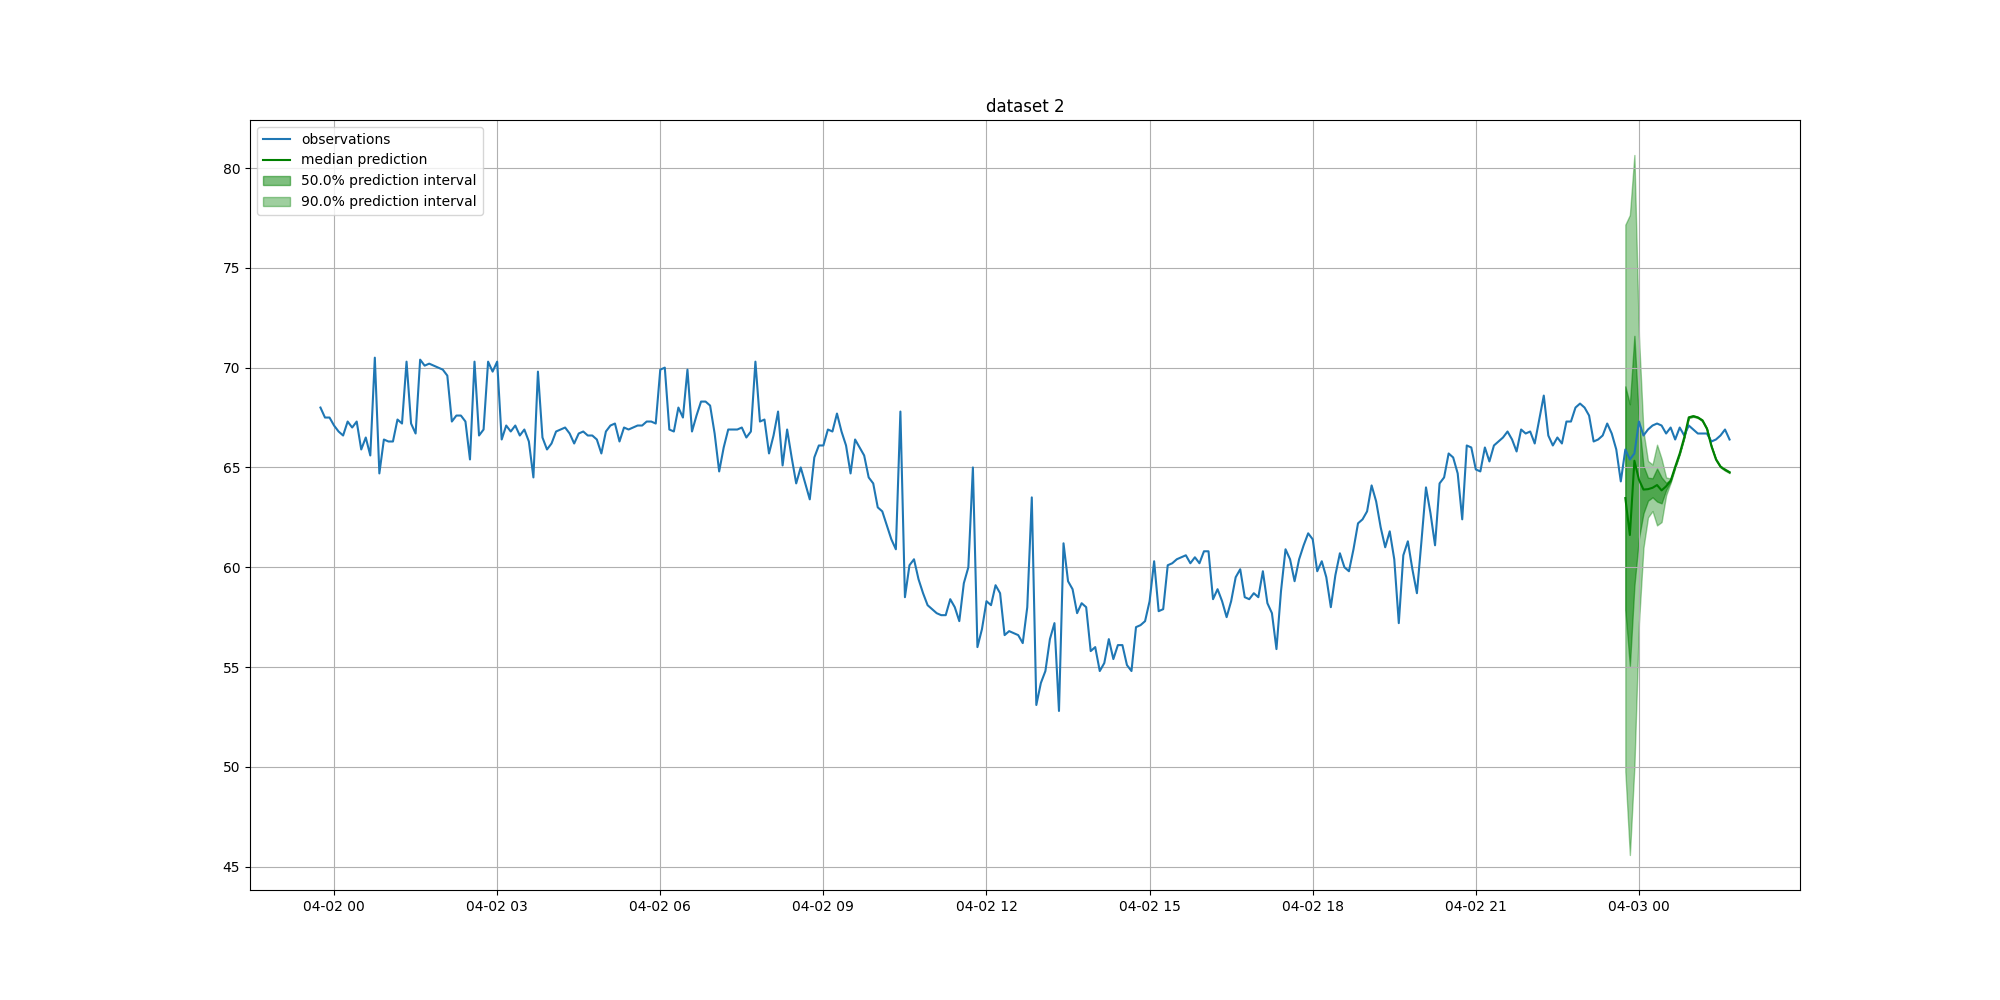 dataset 2
observations
median prediction
50.0% prediction interval
90.0% prediction interval
80
75
70
65
60
55
50
45
04-02 00 04-02 03 04-02 06 04-02 09 04-02 12 04-02 15 04-02 18 04-02 21 04-03 00